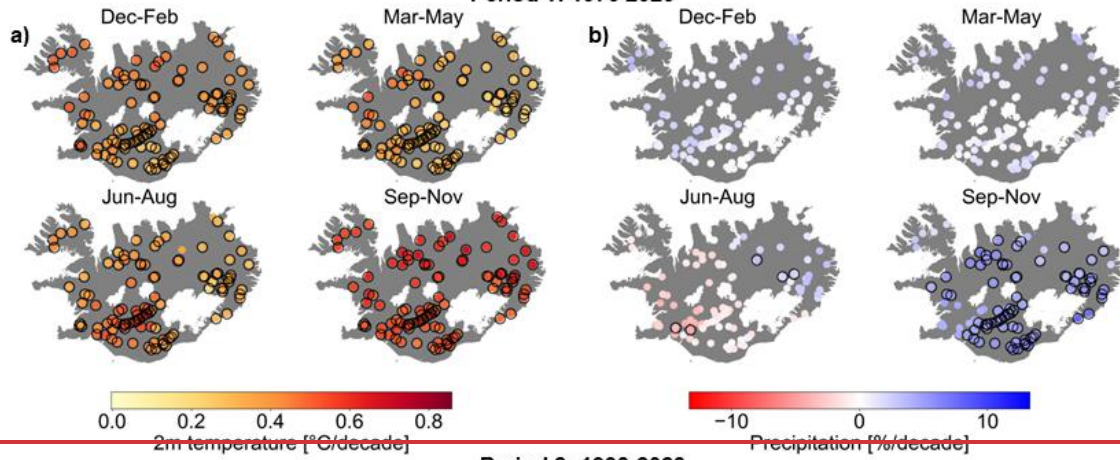 Dec-Feb Mar-May Dec-Feb Mar-May
a) b)
Jun-Aug Sep-Nov Jun-Aug Sep-Nov
0.0 0.2 0.4 0.6 0.8 −10 0 10
2m temperature [°C/decade] Precipitation [%/decade]